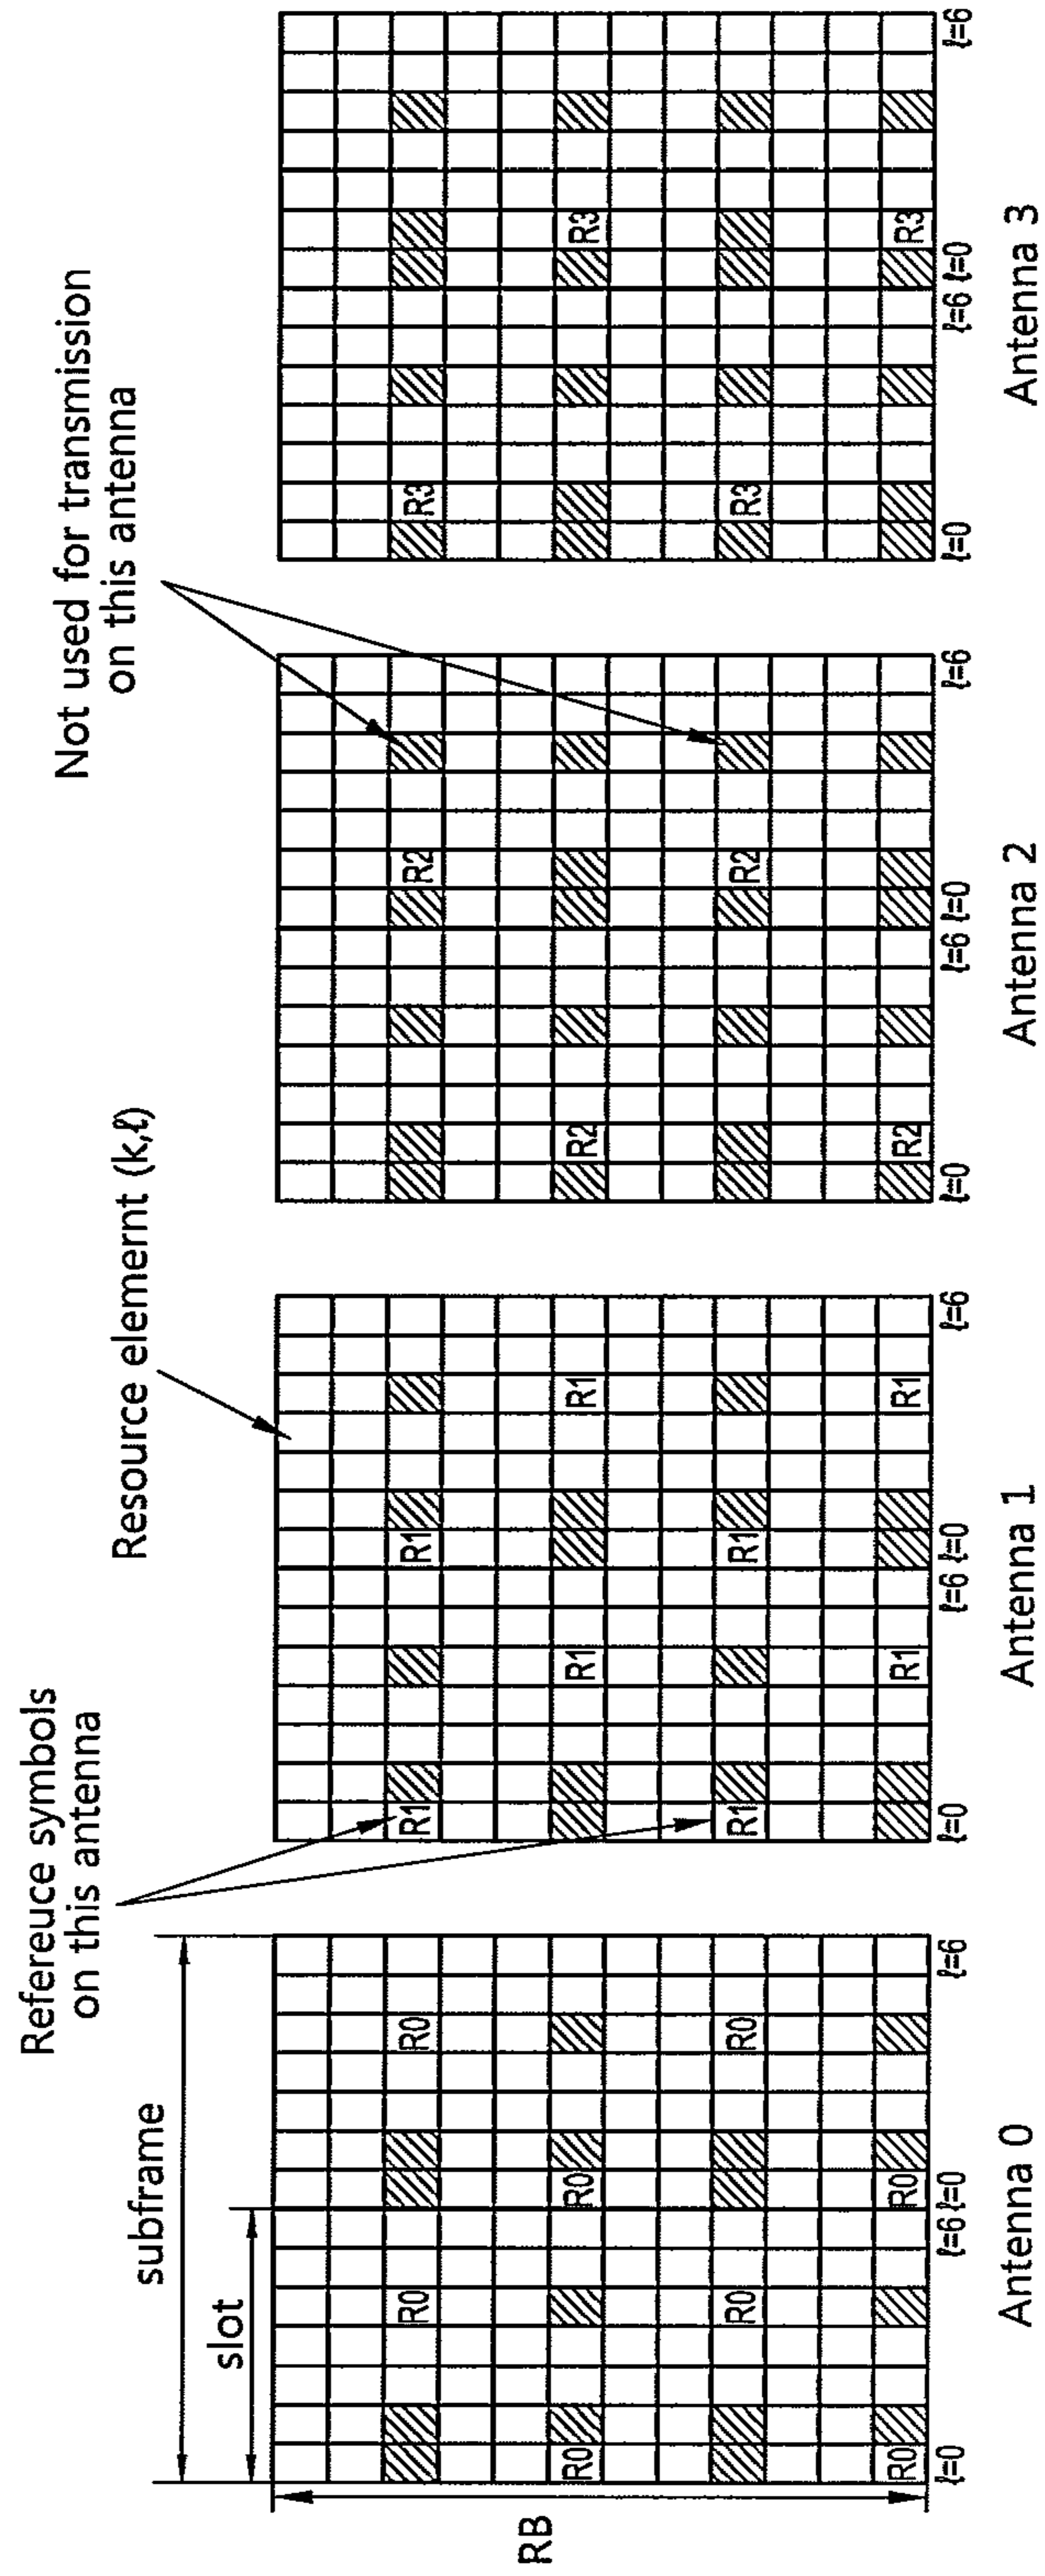 Refereuce symbols
on this antenna
Resource elemernt (k,ℓ)
Not used for transmission
on this antenna
subframe
slot
RB
R0 R0 R1 R1 R2 R3
R0 R0 R1 R1 R2 R3
R0 R0 R1 R1 R2 R3
R0 R0 R1 R1 R2 R3
ℓ=0 ℓ=6 ℓ=0 ℓ=6 ℓ=0 ℓ=6 ℓ=0 ℓ=6 ℓ=0 ℓ=6 ℓ=0 ℓ=6 ℓ=0 ℓ=6 ℓ=0 ℓ=6
Antenna 0 Antenna 1 Antenna 2 Antenna 3